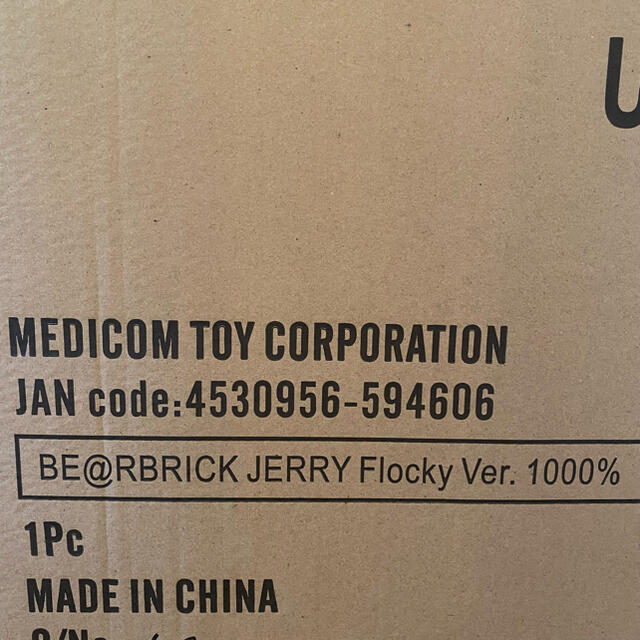 U
MEDICOM TOY CORPORATION
JAN code:4530956-594606
BE@RBRICK JERRY Flocky Ver. 1000%
1Pc
MADE IN CHINA